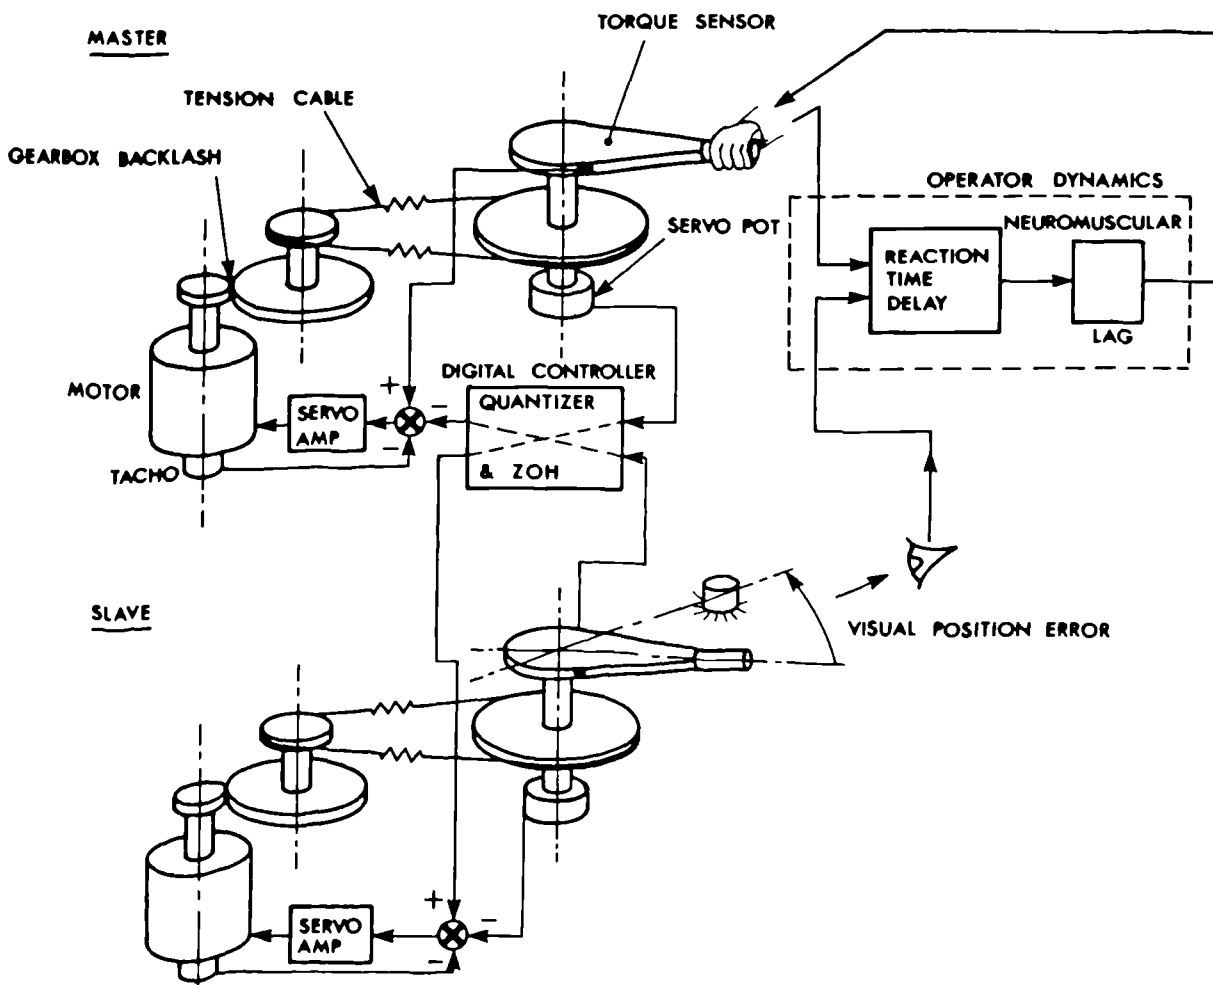 MASTER
TORQUE SENSOR
TENSION CABLE
GEARBOX BACKLASH
OPERATOR DYNAMICS
NEUROMUSCULAR
SERVO POT
REACTION
TIME
DELAY
LAG
DIGITAL CONTROLLER
MOTOR
+
-
QUANTIZER
SERVO
AMP
-
& ZOH
TACHO
SLAVE
VISUAL POSITION ERROR
+
-
SERVO
AMP
-